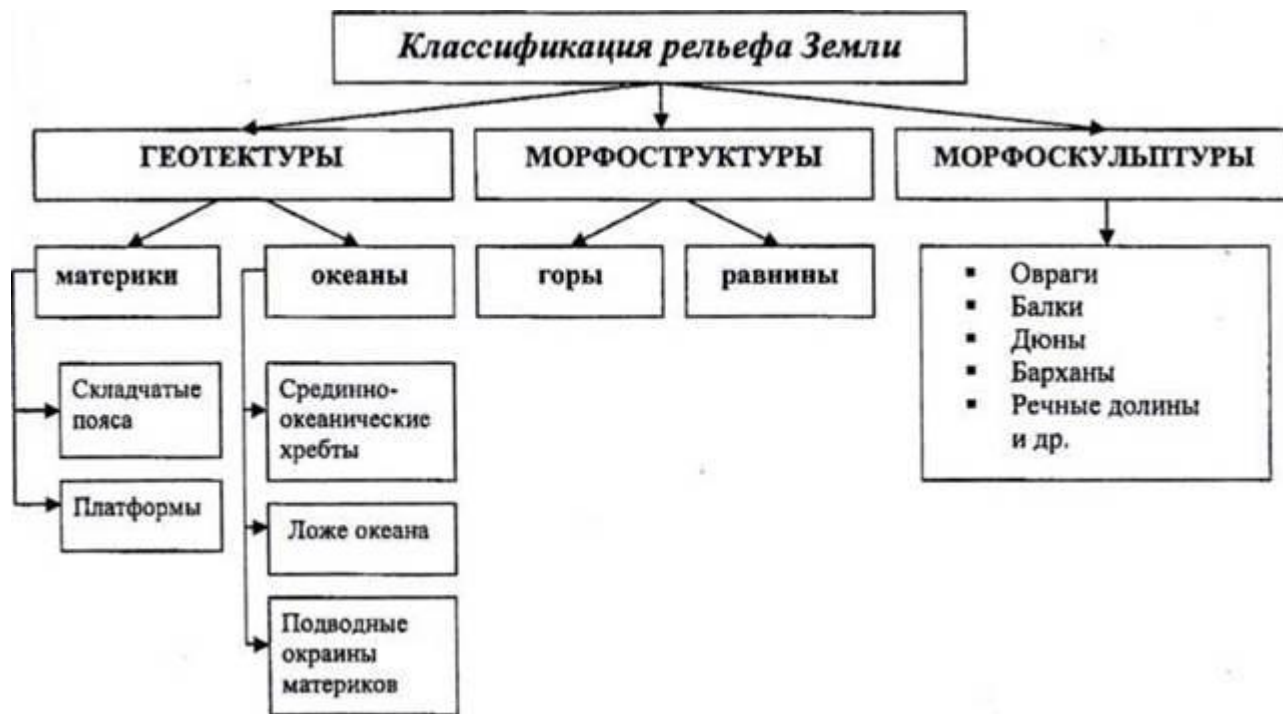 Классификация рельефа Земли
ГЕОТЕКТУРЫ
МОРФОСТРУКТУРЫ
МОРФОСКУЛЬПТУРЫ
материки
океаны
горы
равнины
▪ Овраги
▪ Балки
▪ Дюны
▪ Барханы
▪ Речные долины
и др.
Складчатые
пояса
Платформы
Срединно-
океанические
хребты
Ложе океана
Подводные
окраины
материков